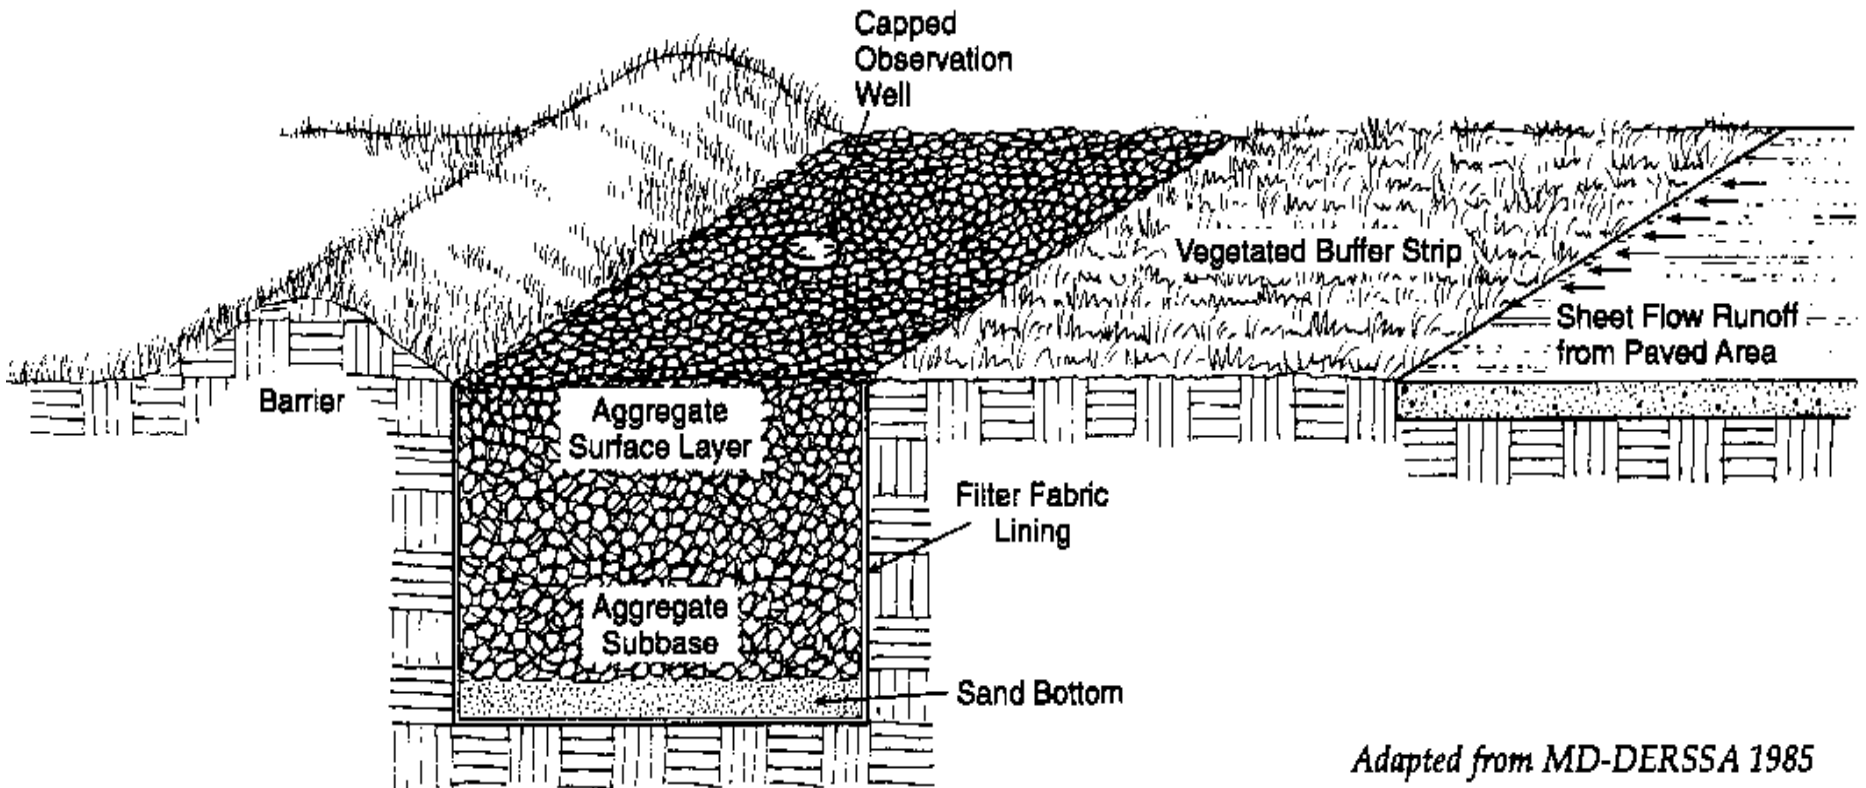 Capped
Observation
Well
Vegetated Buffer Strip
Sheet Flow Runoff
from Paved Area
Barrier
Aggregate
Surface Layer
Filter Fabric
Lining
Aggregate
Subbase
Sand Bottom
Adapted from MD-DERSSA 1985